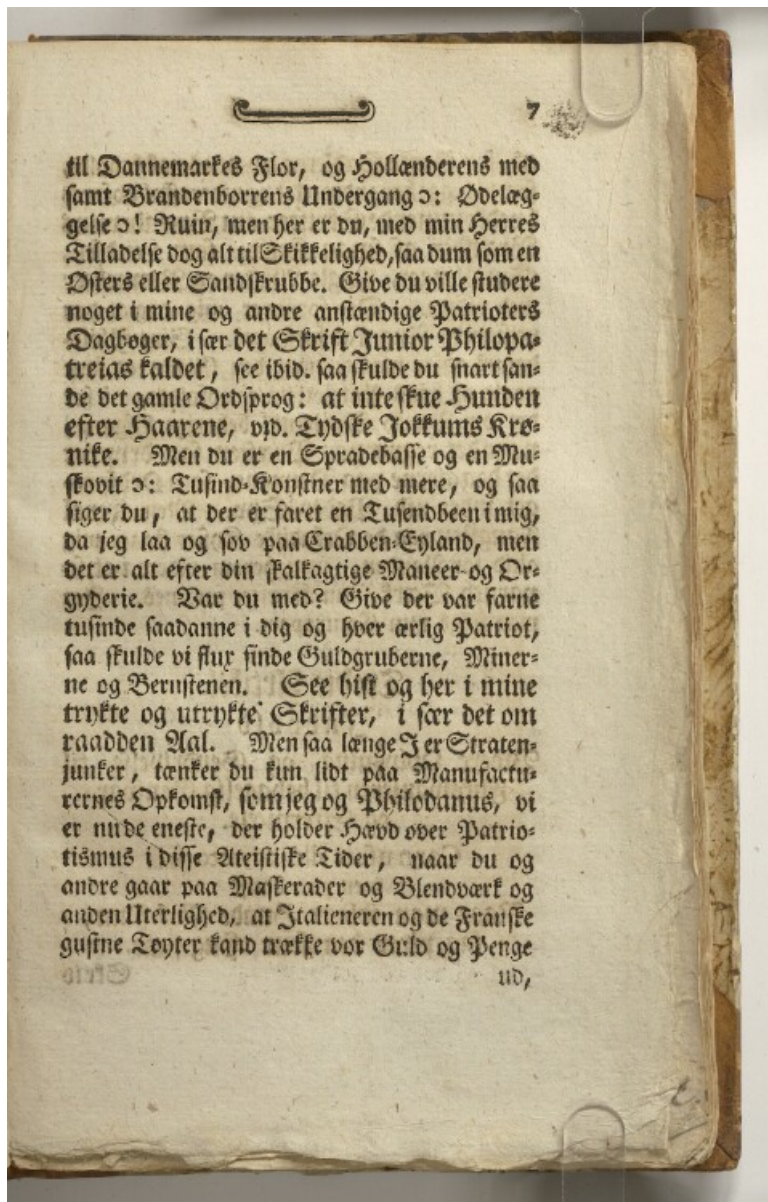 7
til Dannemarkes Flor, og Hollænderens med
samt Brandenborrens Undergang ɔ: Ødelæg-
gelse ɔ! Ruin, men her er du, med min Herres
Tilladelse dog alt til Skikkelighed, saa dum som en
Østers eller Sandskrubbe. Give du ville studere
noget i mine og andre anstændige Patrioters
Dagbøger, i sær det Skrift Junior Philopa-
treias kaldet, see ibid. saa skulde du snart san-
de det gamle Ordsprog: at inte skue Hunden
efter Haarene, vid. Tydske Jokkums Krø-
nike. Men du er en Spradebasse og en Mu-
skovit ɔ: Tusind-Konstner med mere, og saa
siger du, at der er faret en Tusendbeen i mig,
da jeg laa og sov paa Crabben-Eyland, men
det er alt efter din skalkagtige Maneer og Or-
gyderie. Var du med? Give der var farne
tusinde saadanne i dig og hver ærlig Patriot,
saa skulde vi flux finde Guldgruberne, Miner-
ne og Bernstenen. See hist og her i mine
trykte og utrykte Skrifter, i sær det om
raadden Aal. Men saa længe I er Straten-
junker, tænker du kun lidt paa Manufactu-
rernes Opkomst, som jeg og Philodanus, vi
er nu de eneste, der holder Hævd over Patrio-
tismus i disse Ateistiske Tider, naar du og
andre gaar paa Maskerader og Blendværk og
anden Uterlighed, at Italieneren og de Franske
gustne Tøyter kand trække vor Guld og Penge
ud,